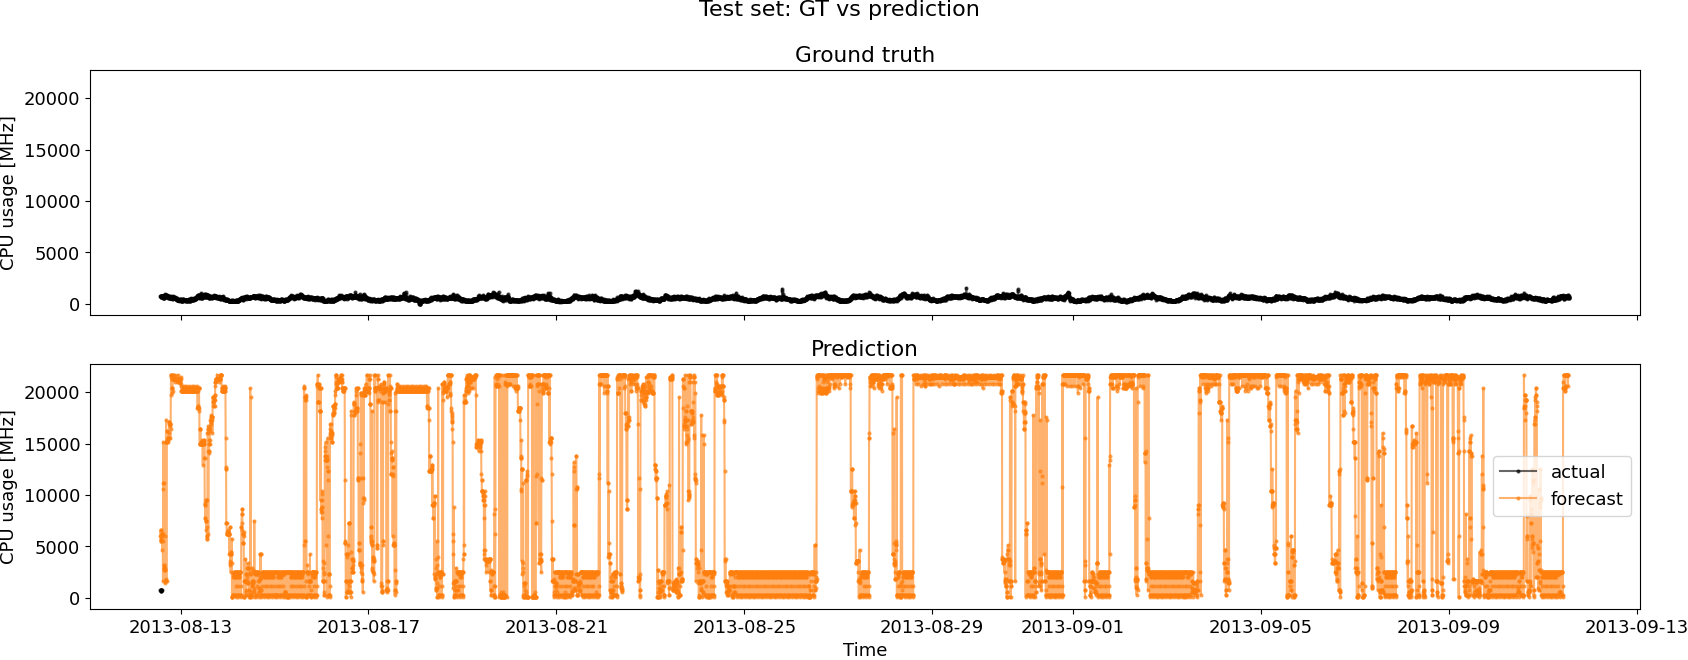 Test set: GT vs prediction
Ground truth
CPU usage [MHz]
20000
15000
10000
5000
0
Prediction
CPU usage [MHz]
20000
15000
10000
5000
0
actual
forecast
2013-08-13 2013-08-17 2013-08-21 2013-08-25 2013-08-29 2013-09-01 2013-09-05 2013-09-09 2013-09-13
Time